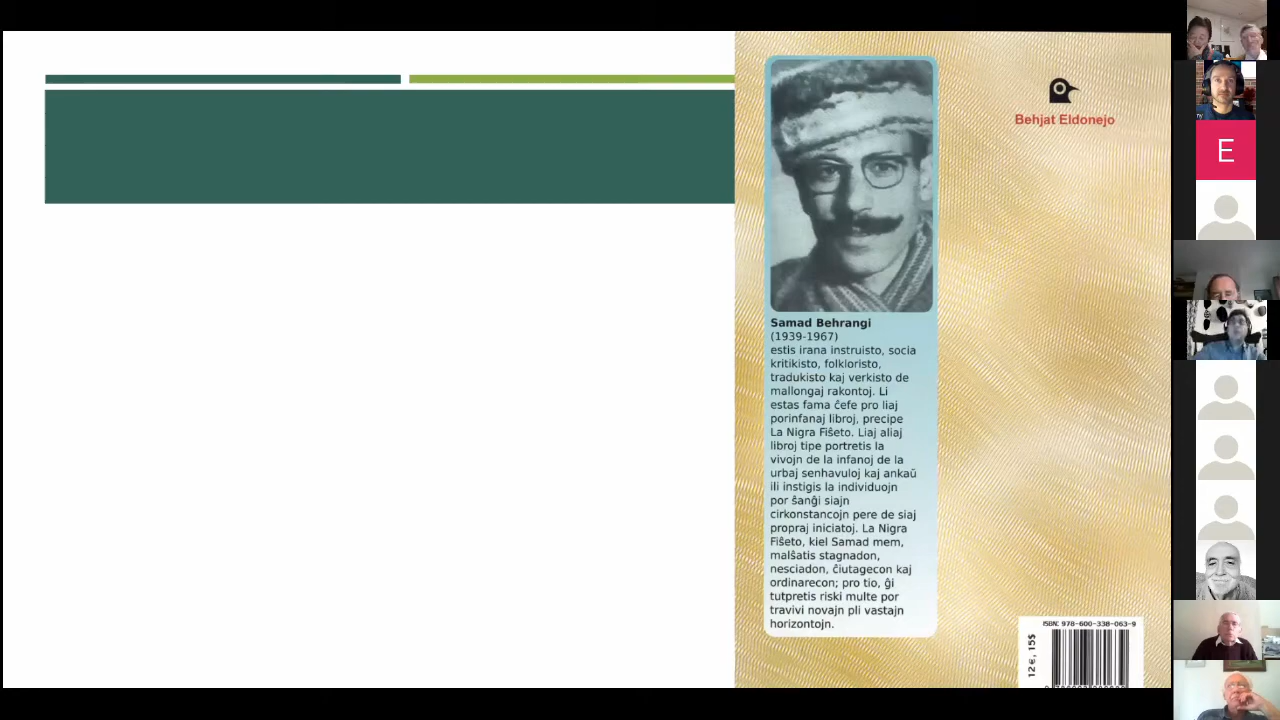 Behjat Eldonejo
Samad Behrangi
(1939-1967)
estis irana instruisto, socia
kritikisto, folkloristo,
tradukisto kaj verkisto de
mallongaj rakontoj. Li
estas fama ĉefe pro liaj
porinfanaj libroj, precipe
La Nigra Fiŝeto. Liaj aliaj
libroj tipe portretis la
vivojn de la infanoj de la
urbaj senhavuloj kaj ankaŭ
ili instigis la individuojn
por ŝanĝi siajn
cirkonstancojn pere de siaj
propraj iniciatoj. La Nigra
Fiŝeto, kiel Samad mem,
malŝatis stagnadon,
nesciadon, ĉiutagecon kaj
ordinarecon; pro tio, ĝi
tutpretis riski multe por
travivi novajn pli vastajn
horizontojn.
ISBN: 978-600-338-063-9
12€, 15$
E